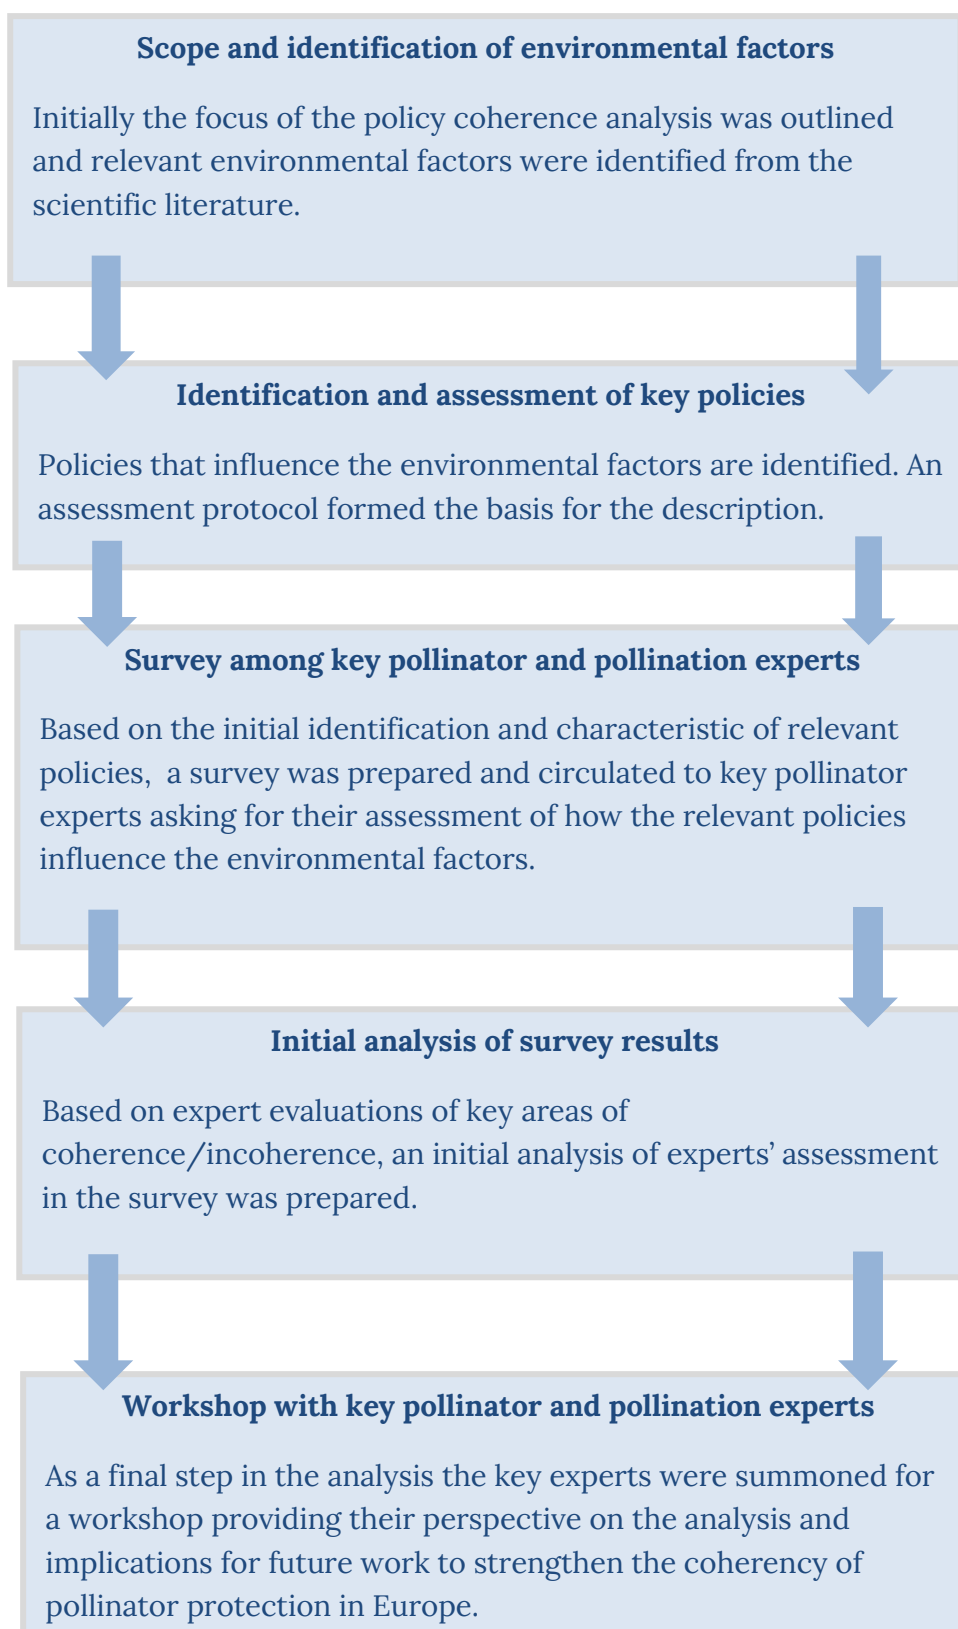 Scope and identification of environmental factors
Initially the focus of the policy coherence analysis was outlined
and relevant environmental factors were identified from the
scientific literature.
Identification and assessment of key policies
Policies that influence the environmental factors are identified. An
assessment protocol formed the basis for the description.
Survey among key pollinator and pollination experts
Based on the initial identification and characteristic of relevant
policies,  a survey was prepared and circulated to key pollinator
experts asking for their assessment of how the relevant policies
influence the environmental factors.
Initial analysis of survey results
Based on expert evaluations of key areas of
coherence/incoherence, an initial analysis of experts’ assessment
in the survey was prepared.
Workshop with key pollinator and pollination experts
As a final step in the analysis the key experts were summoned for
a workshop providing their perspective on the analysis and
implications for future work to strengthen the coherency of
pollinator protection in Europe.